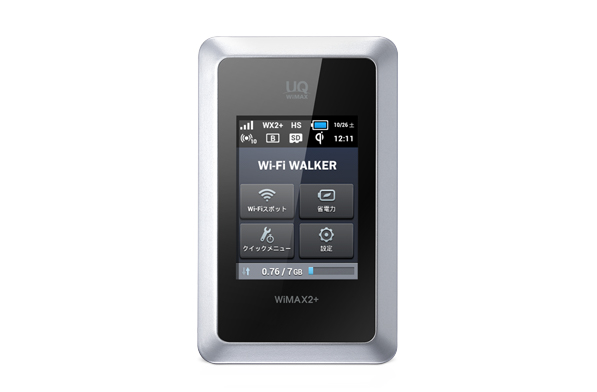 UQ
WiMAX
WX2+ HS 10/26 土
10 B SD 12:11
Wi-Fi WALKER
Wi-Fiスポット 省電力
クイックメニュー 設定
0.76 / 7GB
WiMAX2+